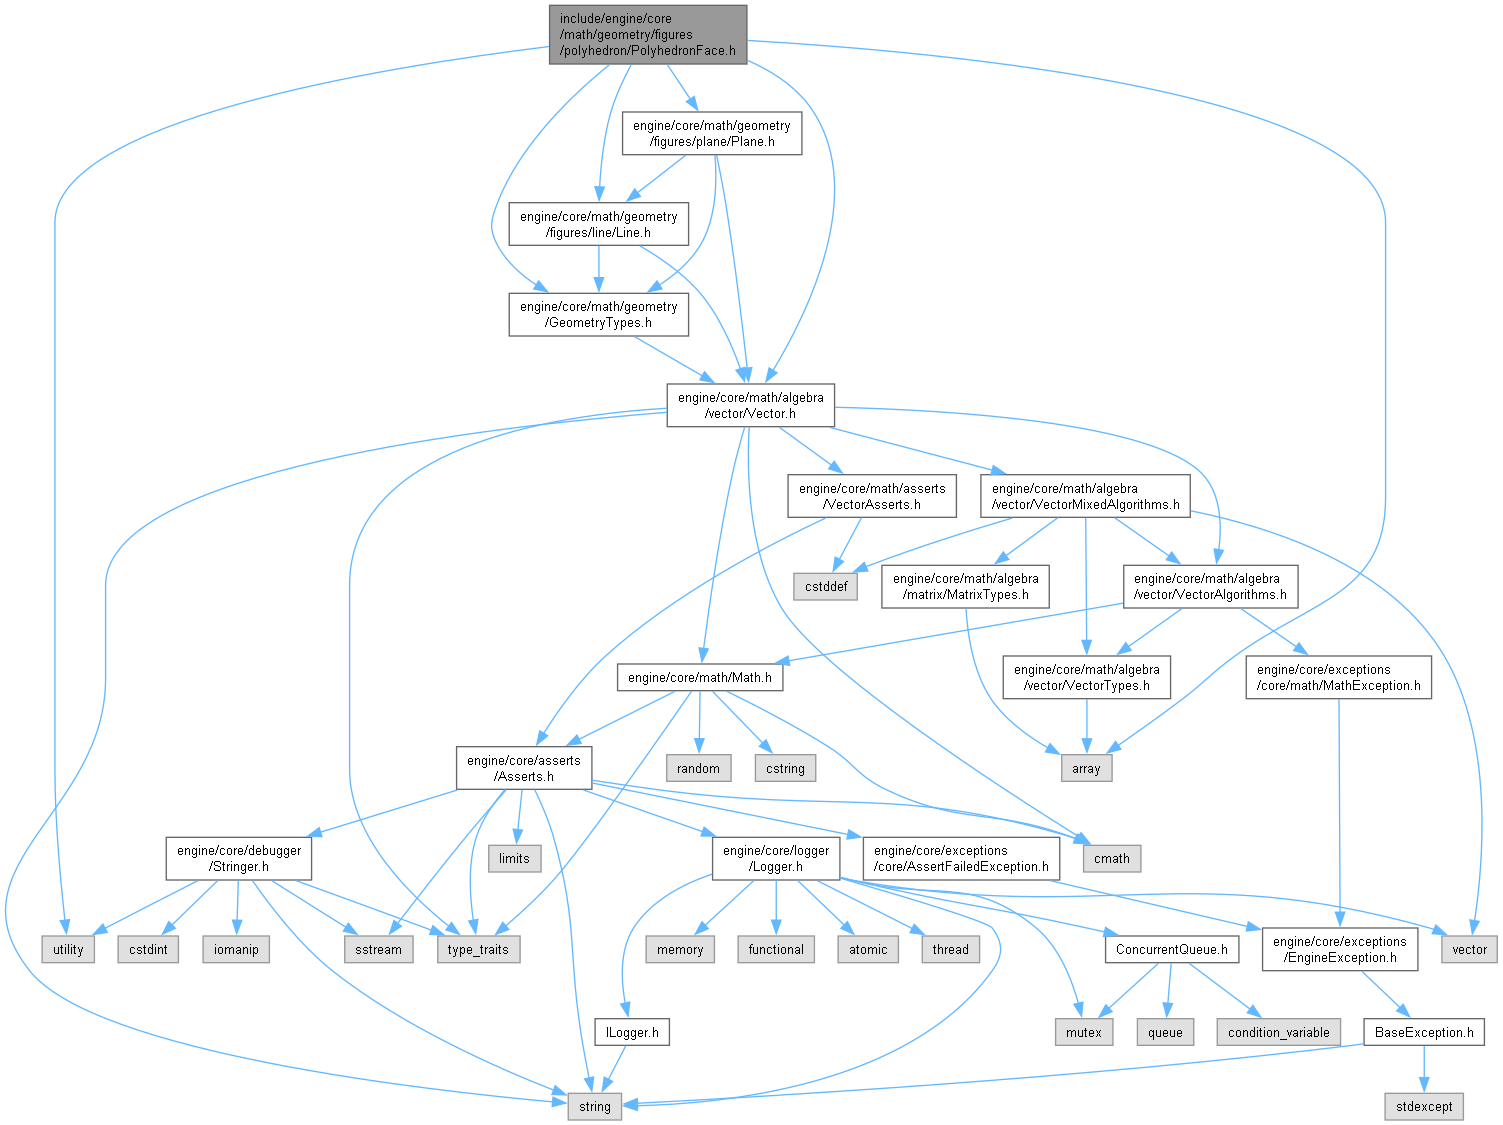 include/engine/core
/math/geometry/figures
/polyhedron/PolyhedronFace.h
engine/core/math/geometry
/figures/plane/Plane.h
engine/core/math/geometry
/figures/line/Line.h
engine/core/math/geometry
/GeometryTypes.h
engine/core/math/algebra
/vector/Vector.h
engine/core/math/asserts
/VectorAsserts.h
engine/core/math/algebra
/vector/VectorMixedAlgorithms.h
cstddef
engine/core/math/algebra
/matrix/MatrixTypes.h
engine/core/math/algebra
/vector/VectorAlgorithms.h
engine/core/math/Math.h
engine/core/math/algebra
/vector/VectorTypes.h
engine/core/exceptions
/core/math/MathException.h
engine/core/asserts
/Asserts.h
random
cstring
array
engine/core/debugger
/Stringer.h
limits
engine/core/logger
/Logger.h
engine/core/exceptions
/core/AssertFailedException.h
cmath
utility
cstdint
iomanip
sstream
type_traits
memory
functional
atomic
thread
ConcurrentQueue.h
engine/core/exceptions
/EngineException.h
vector
ILogger.h
mutex
queue
condition_variable
BaseException.h
string
stdexcept